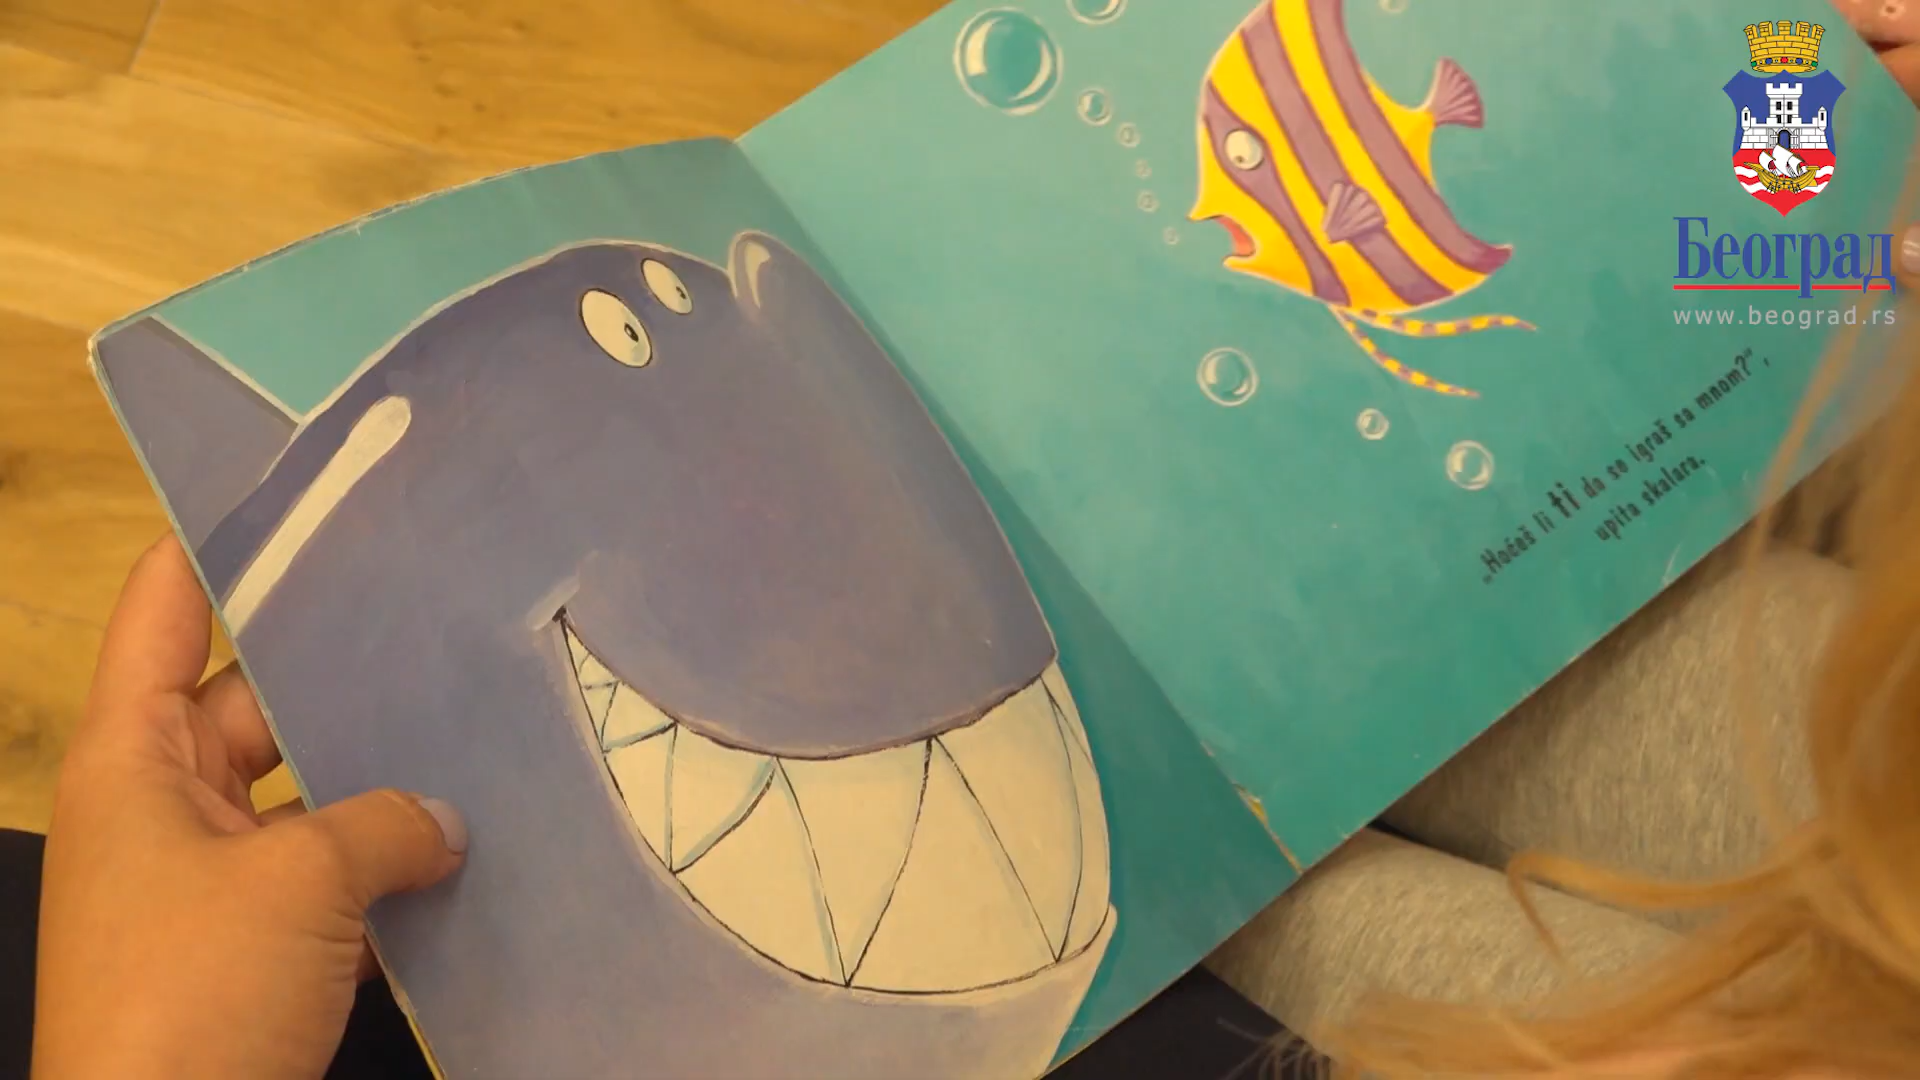 Београд
www.beograd.rs
„Hoćeš li ti da se igraš sa mnom?”,
upita skalara.